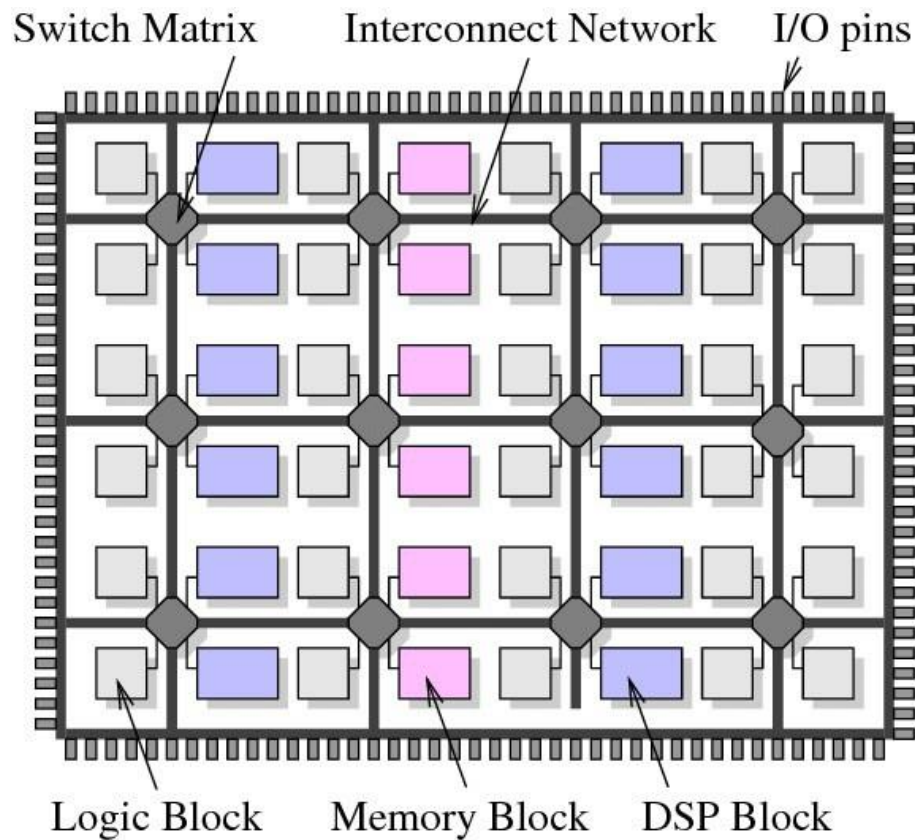 Switch Matrix
Interconnect Network
I/O pins
Logic Block
Memory Block
DSP Block